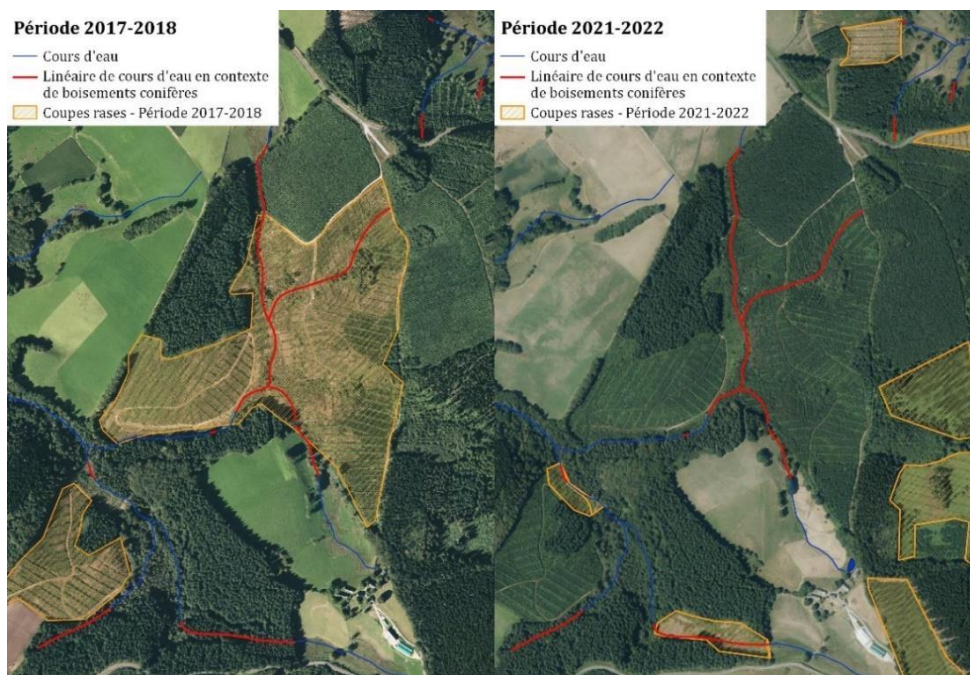 Période 2017-2018
Cours d'eau
Linéaire de cours d'eau en contexte
de boisements conifères
Coupes rases - Période 2017-2018
Période 2021-2022
Cours d'eau
Linéaire de cours d'eau en contexte
de boisements conifères
Coupes rases - Période 2021-2022